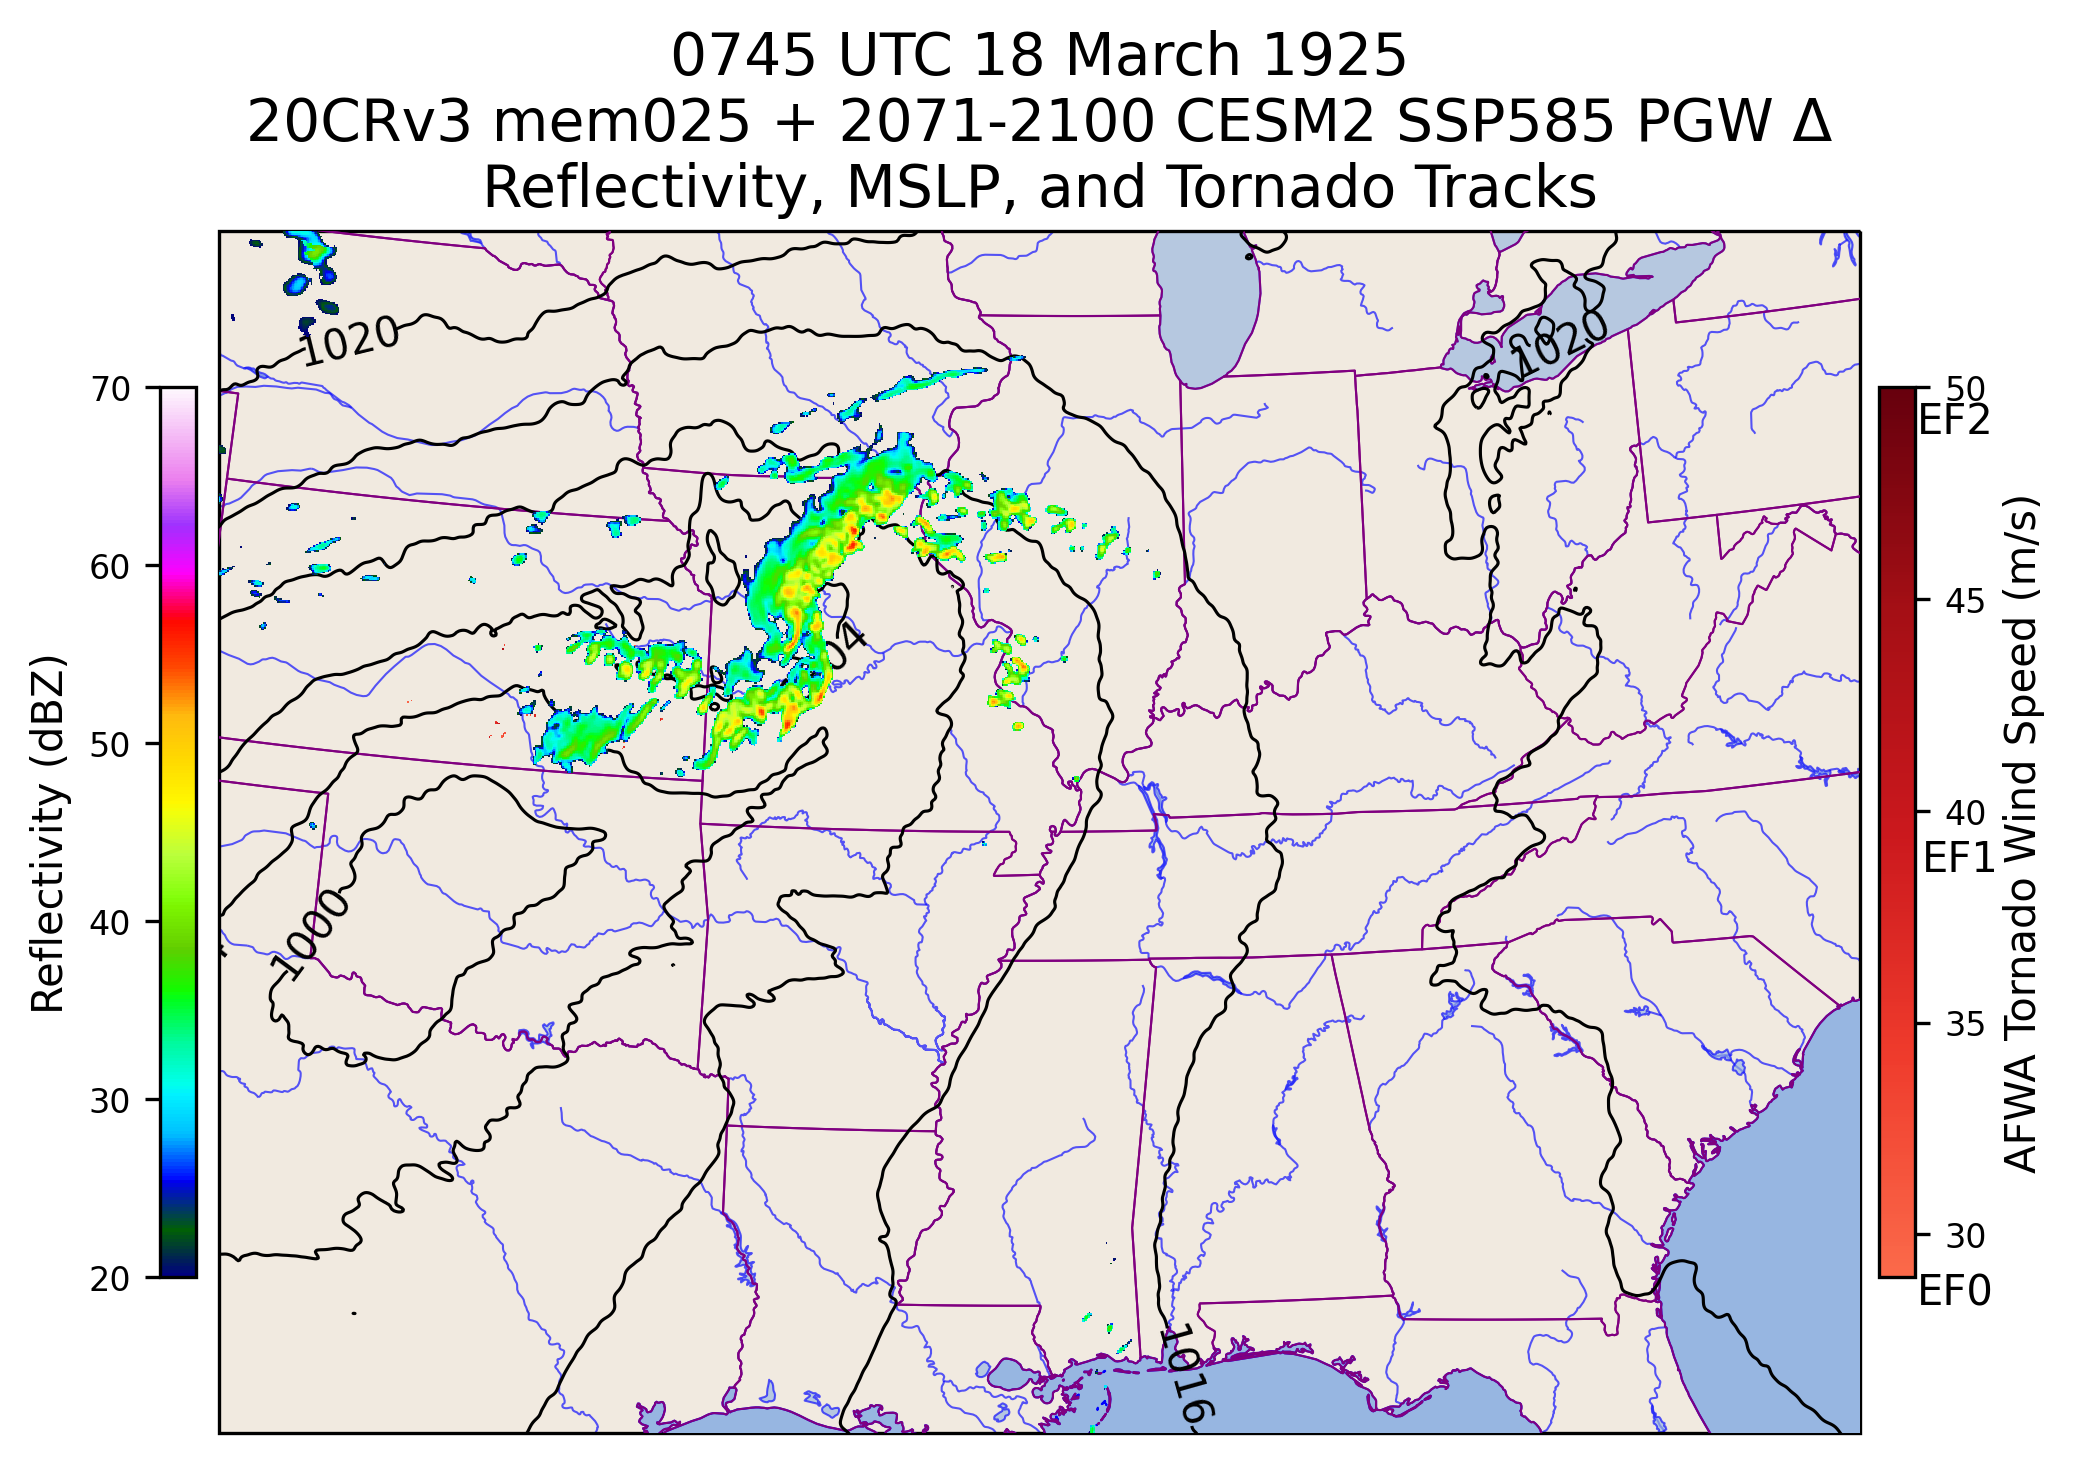 0745 UTC 18 March 1925
20CRv3 mem025 + 2071-2100 CESM2 SSP585 PGW Δ
Reflectivity, MSLP, and Tornado Tracks
70
60
50
40
30
20
Reflectivity (dBZ)
1020
1020
1000
1016
50
EF2
45
40
EF1
35
30
EF0
AFWA Tornado Wind Speed (m/s)